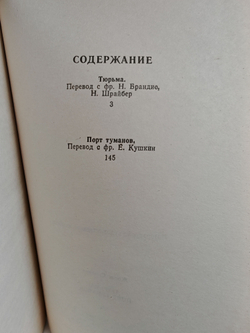 СОДЕРЖАНИЕ
Тюрьма.
Перевод с фр. Н. Брандис,
Н. Шрайбер
3
Порт туманов,
Перевод с фр. Е. Кушкин
145